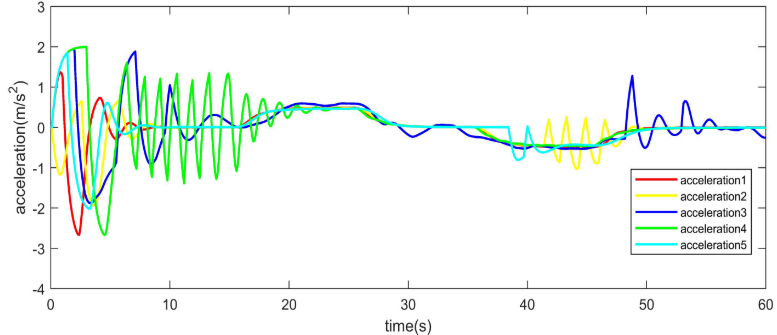 3
2
1
0
-1
-2
-3
-4
acceleration(m/s²)
0 10 20 30 40 50 60
time(s)
acceleration1
acceleration2
acceleration3
acceleration4
acceleration5